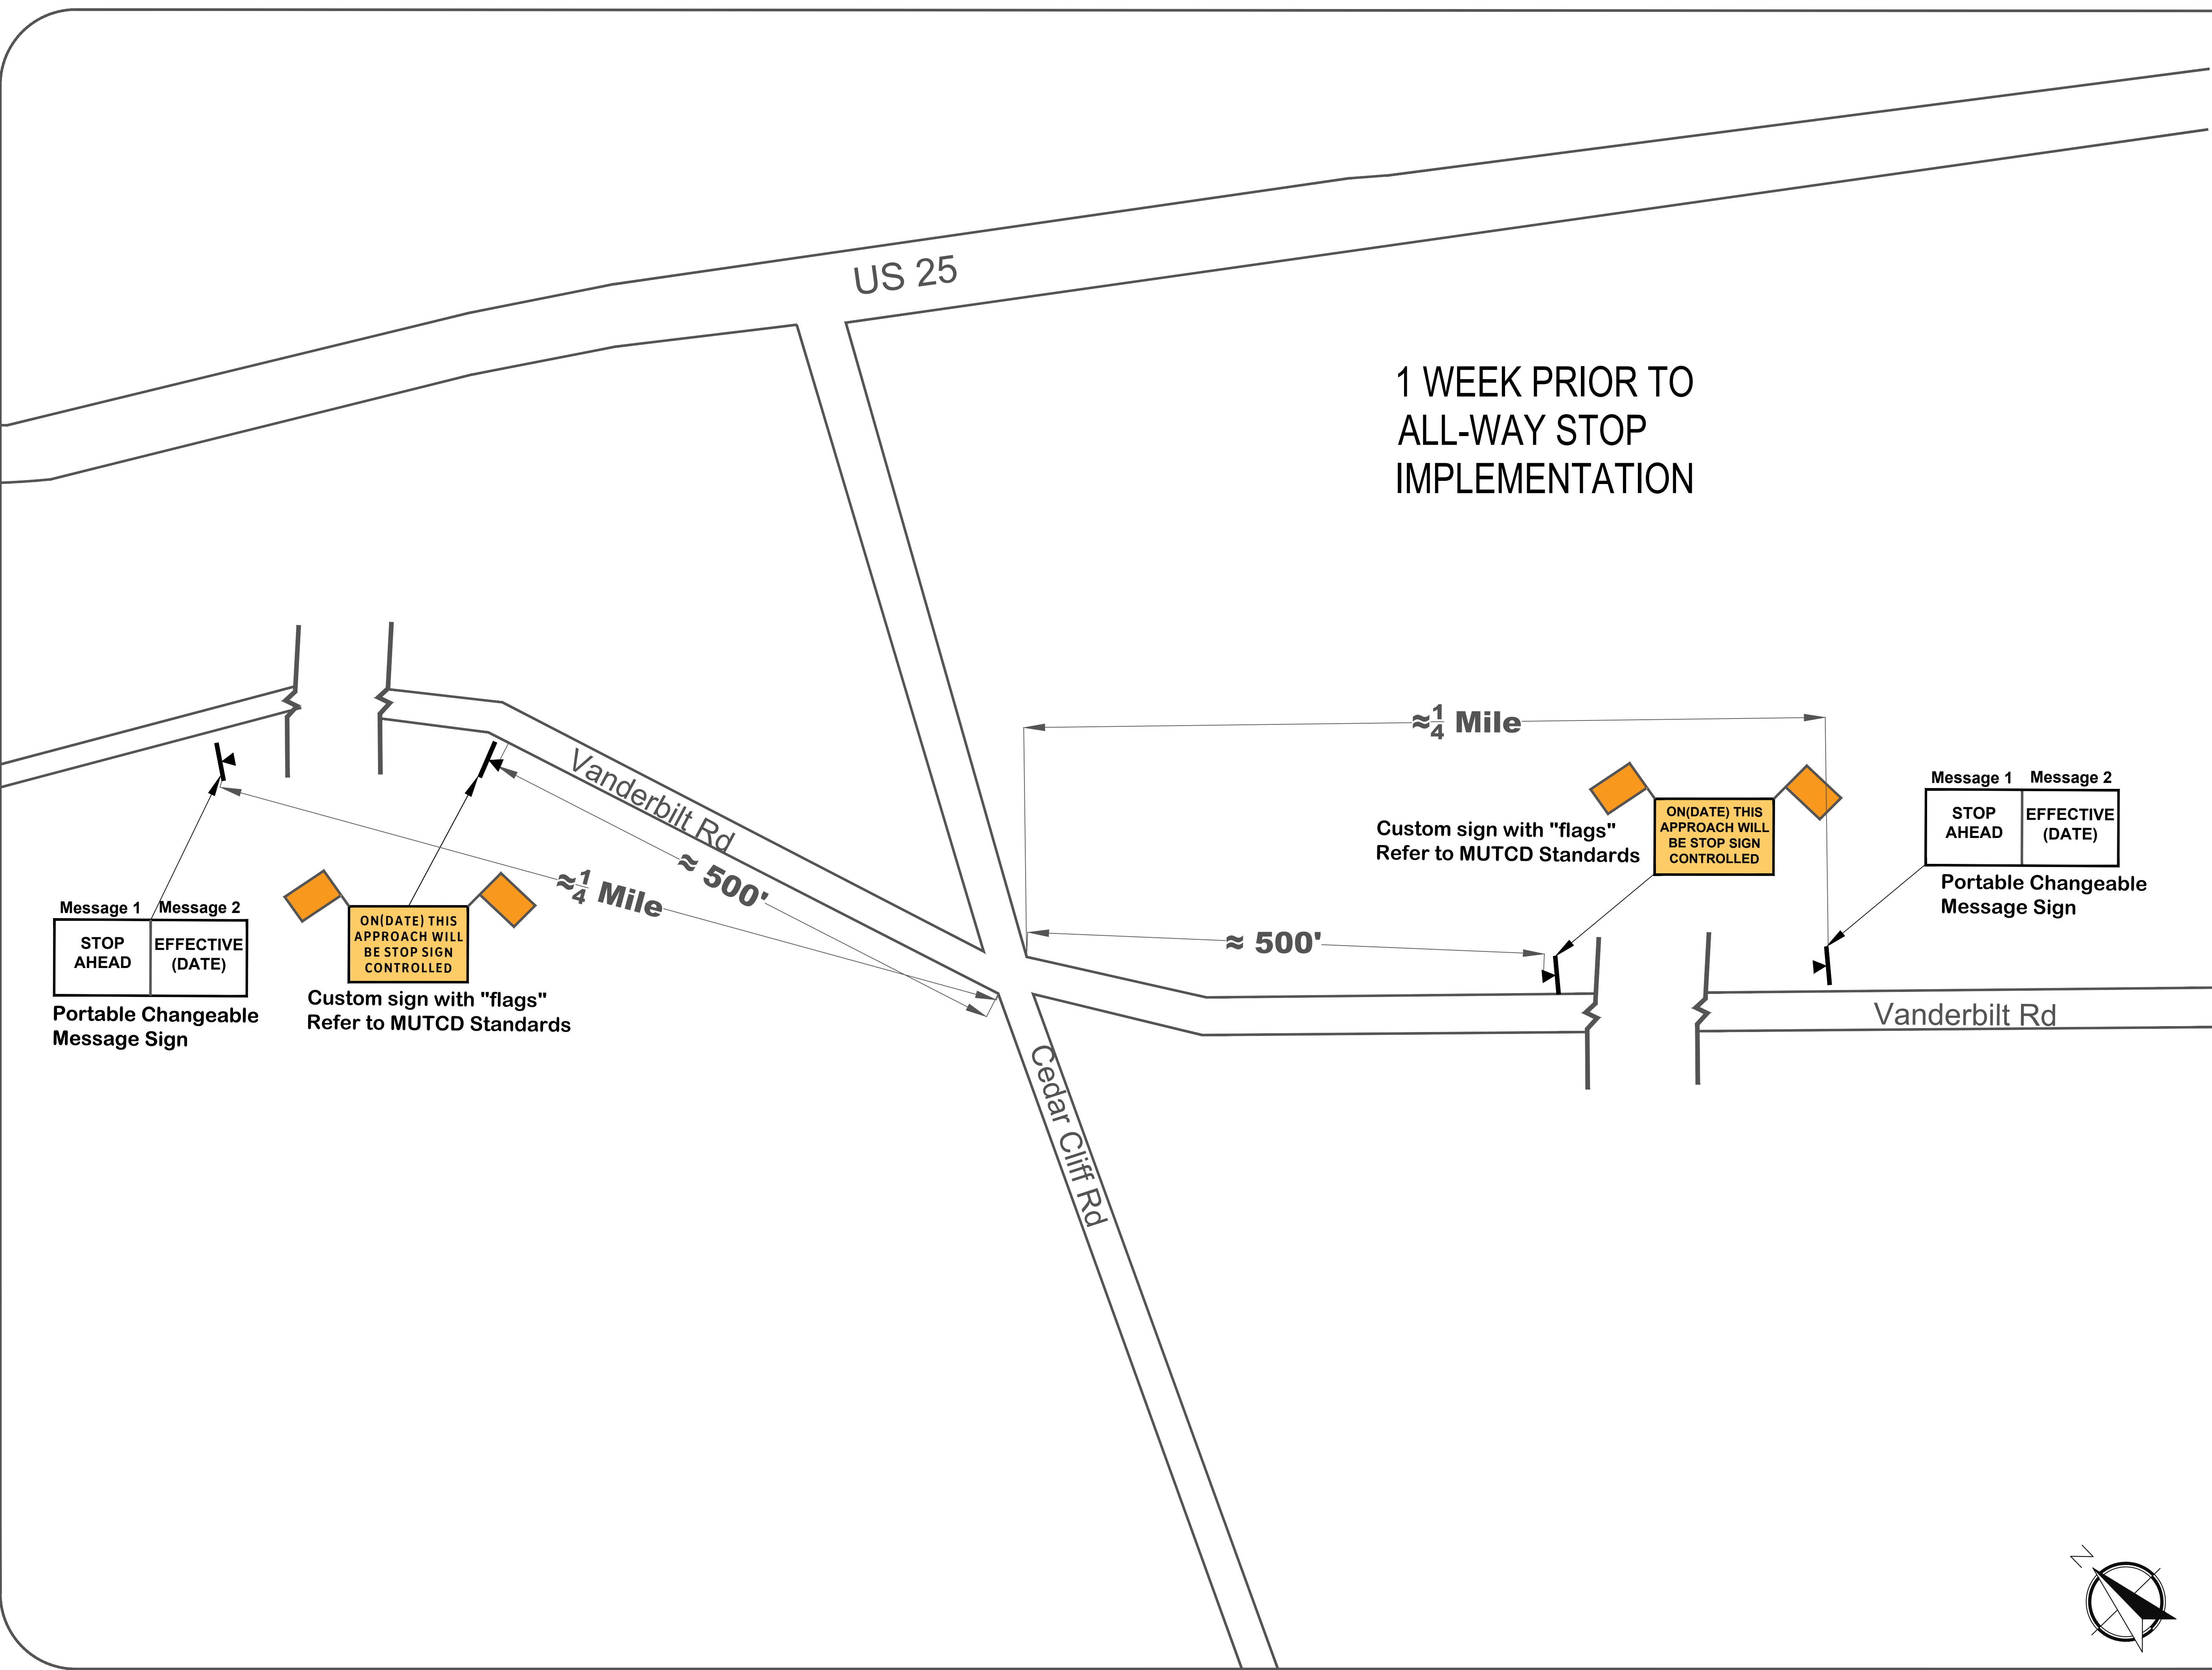 US 25
1 WEEK PRIOR TO
ALL-WAY STOP
IMPLEMENTATION
≈1/4 Mile
Vanderbilt Rd
≈ 500'
≈1/4 Mile
Message 1 Message 2
STOP
AHEAD
EFFECTIVE
(DATE)
Portable Changeable
Message Sign
ON(DATE) THIS
APPROACH WILL
BE STOP SIGN
CONTROLLED
Custom sign with "flags"
Refer to MUTCD Standards
Custom sign with "flags"
Refer to MUTCD Standards
ON(DATE) THIS
APPROACH WILL
BE STOP SIGN
CONTROLLED
Message 1 Message 2
STOP
AHEAD
EFFECTIVE
(DATE)
Portable Changeable
Message Sign
≈ 500'
Vanderbilt Rd
Cedar Cliff Rd
N